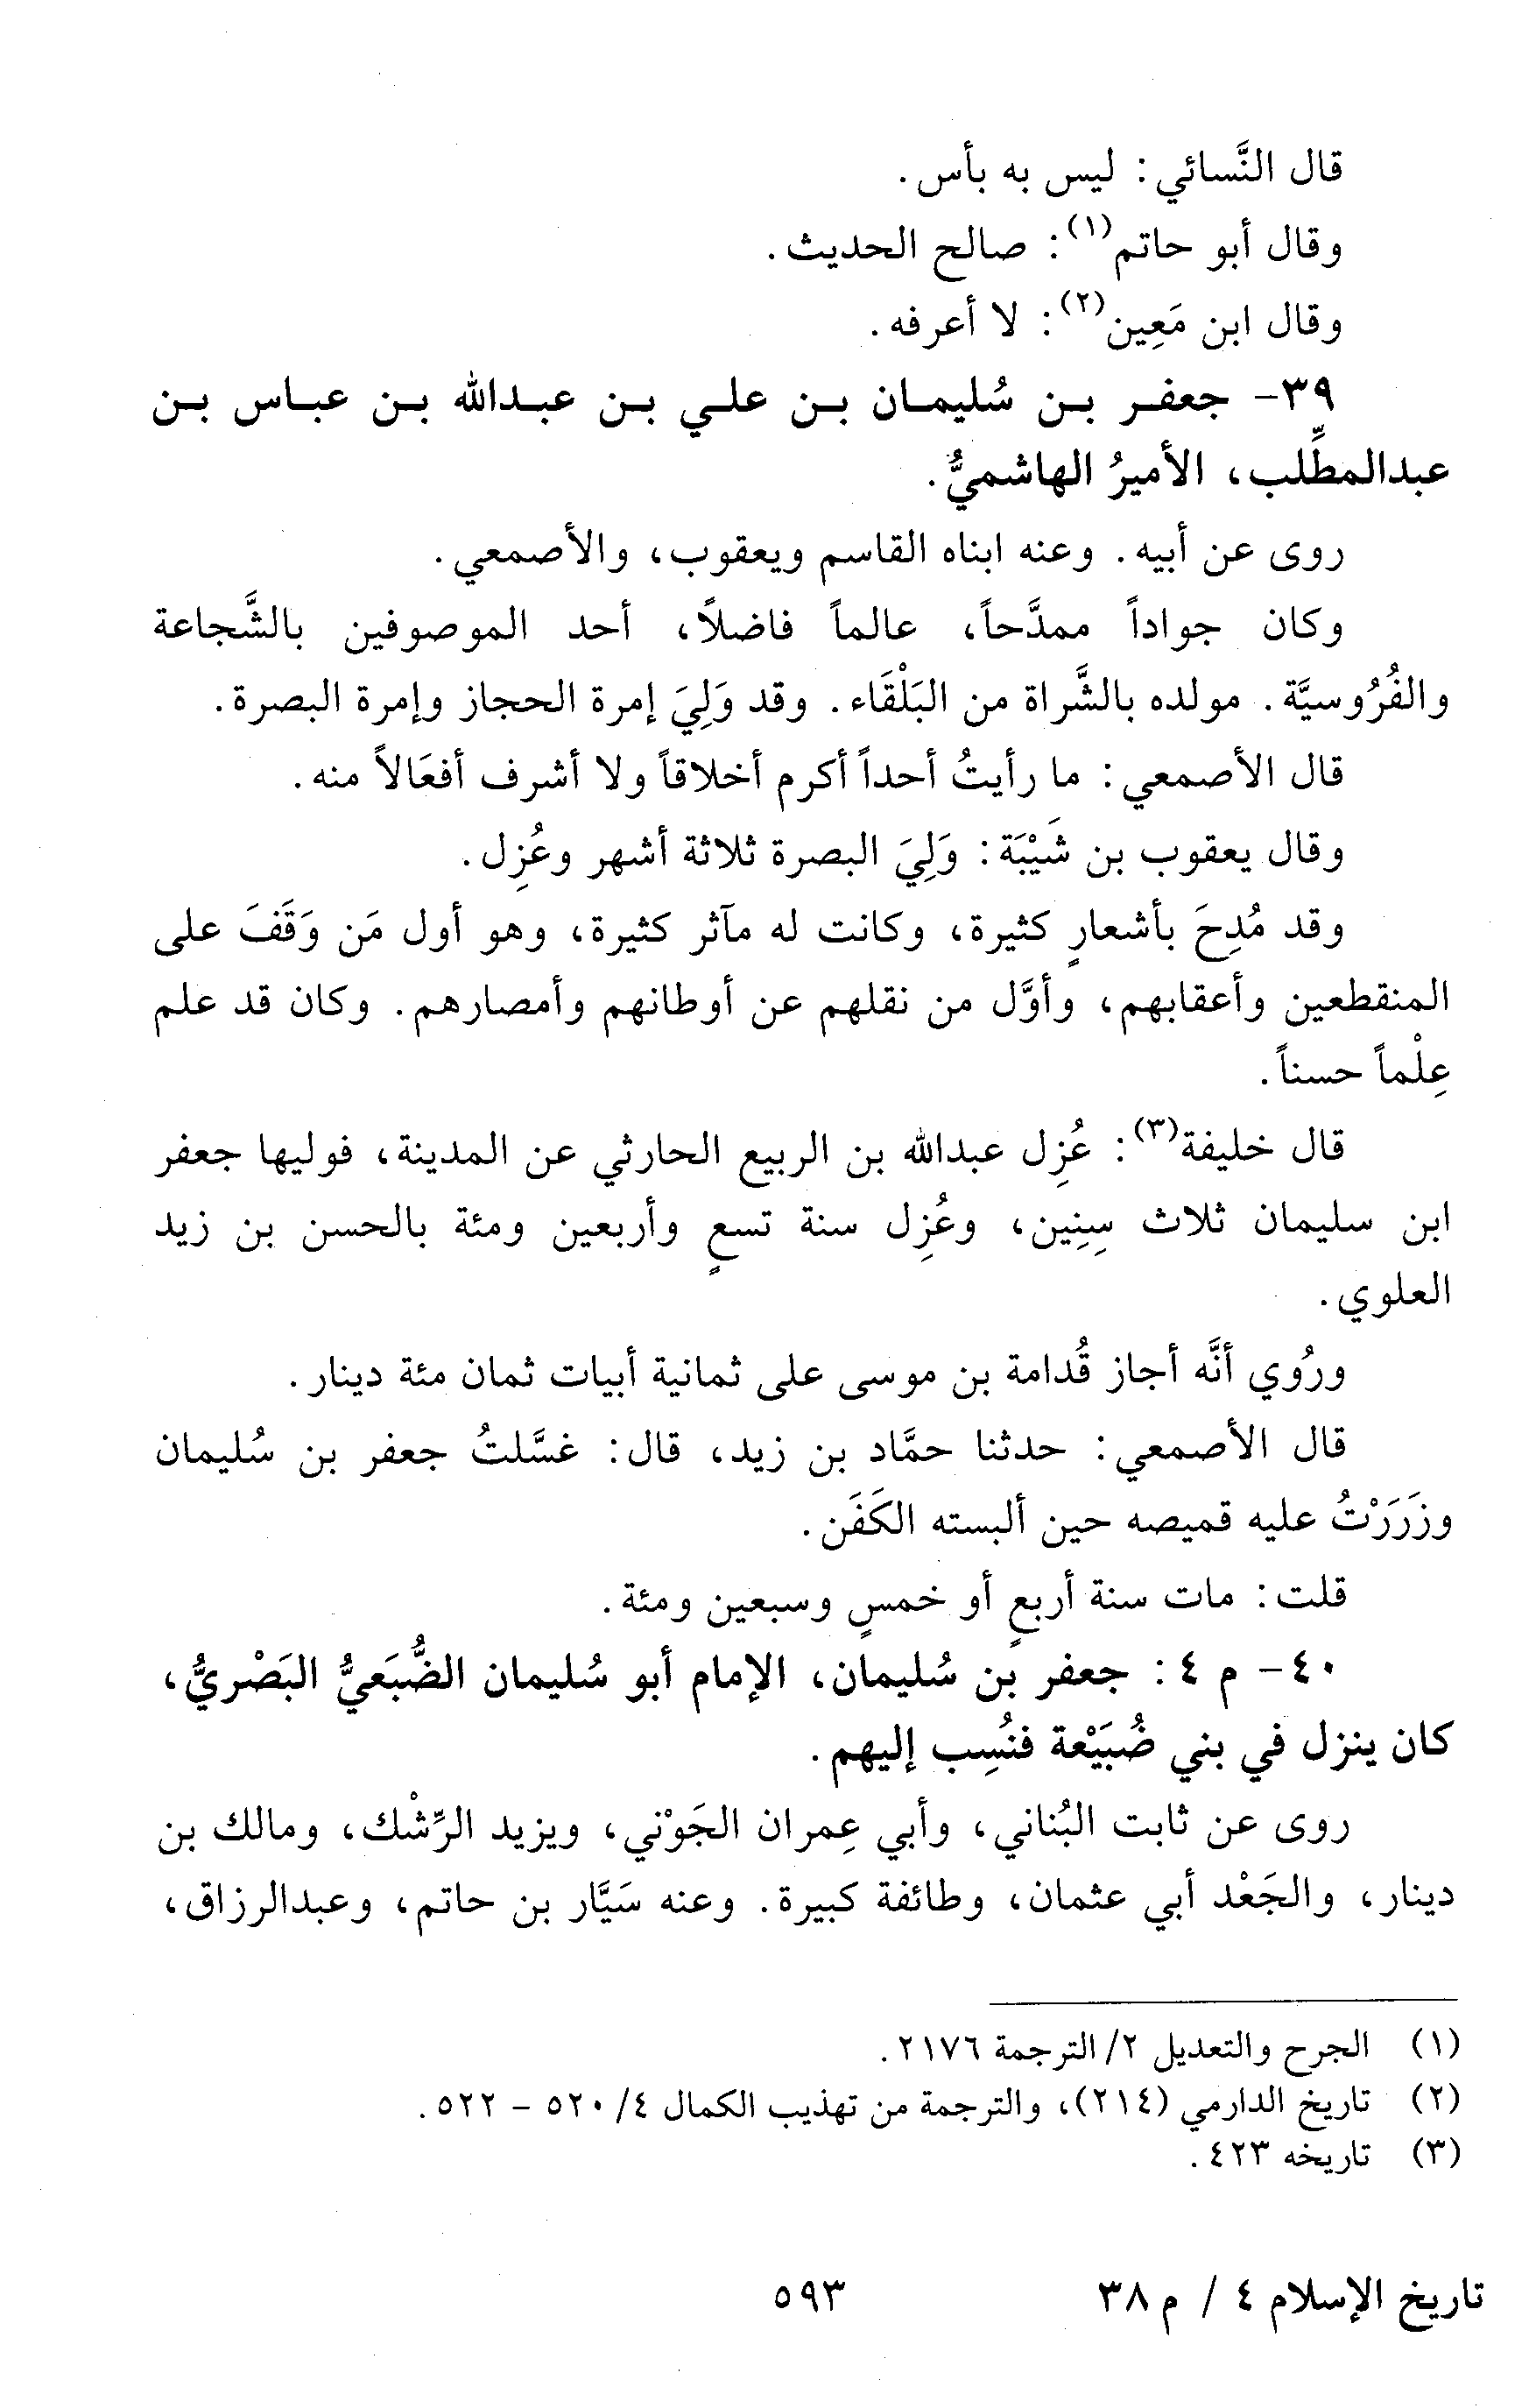 قال النَّسائي: ليس به بأس.
وقال أبو حاتم(١): صالح الحديث.
وقال ابن مَعِين(٢): لا أعرفه.
٣٩- جعفر بن سُليمان بن علي بن عبدالله بن عباس بن
عبدالمطَّلِب، الأميرُ الهاشميُّ.
روى عن أبيه. وعنه ابناه القاسم ويعقوب، والأصمعي.
وكان جواداً ممدَّحاً، عالماً فاضلاً، أحد الموصوفين بالشَّجاعة
والفُرُوسيَّة. مولده بالشَّراة من البَلْقَاء. وقد وَلِيَ إمرة الحجاز وإمرة البصرة.
قال الأصمعي: ما رأيتُ أحداً أكرم أخلاقاً ولا أشرف أفعَالاً منه.
وقال يعقوب بن شَيْبَة: وَلِيَ البصرة ثلاثة أشهر وعُزِل.
وقد مُدِحَ بأشعارٍ كثيرة، وكانت له مآثر كثيرة، وهو أول مَن وَقَفَ على
المنقطعين وأعقابهم، وأوَّل من نقلهم عن أوطانهم وأمصارهم. وكان قد علم
عِلْماً حسناً.
قال خليفة(٣): عُزِل عبدالله بن الربيع الحارثي عن المدينة، فوليها جعفر
ابن سليمان ثلاث سِنِين، وعُزِل سنة تسعٍ وأربعين ومئة بالحسن بن زيد
العلوي.
ورُوي أنَّه أجاز قُدامة بن موسى على ثمانية أبيات ثمان مئة دينار.
قال الأصمعي: حدثنا حمَّاد بن زيد، قال: غسَّلتُ جعفر بن سُليمان
وزَرَرْتُ عليه قميصه حين ألبسته الكَفَن.
قلت: مات سنة أربعٍ أو خمسٍ وسبعين ومئة.
٤٠- م ٤: جعفر بن سُليمان، الإمام أبو سُليمان الضُّبَعيُّ البَصْريُّ،
كان ينزل في بني ضُبَيْعة فنُسِب إليهم.
روى عن ثابت البُناني، وأبي عِمران الجَوْني، ويزيد الرِّشْك، ومالك بن
دينار، والجَعْد أبي عثمان، وطائفة كبيرة. وعنه سَيَّار بن حاتم، وعبدالرزاق،
(١) الجرح والتعديل ٢/ الترجمة ٢١٧٦.
(٢) تاريخ الدارمي (٢١٤)، والترجمة من تهذيب الكمال ٤/ ٥٢٠ - ٥٢٢.
(٣) تاريخه ٤٢٣.
تاريخ الإسلام ٤ / م ٣٨ ٥٩٣